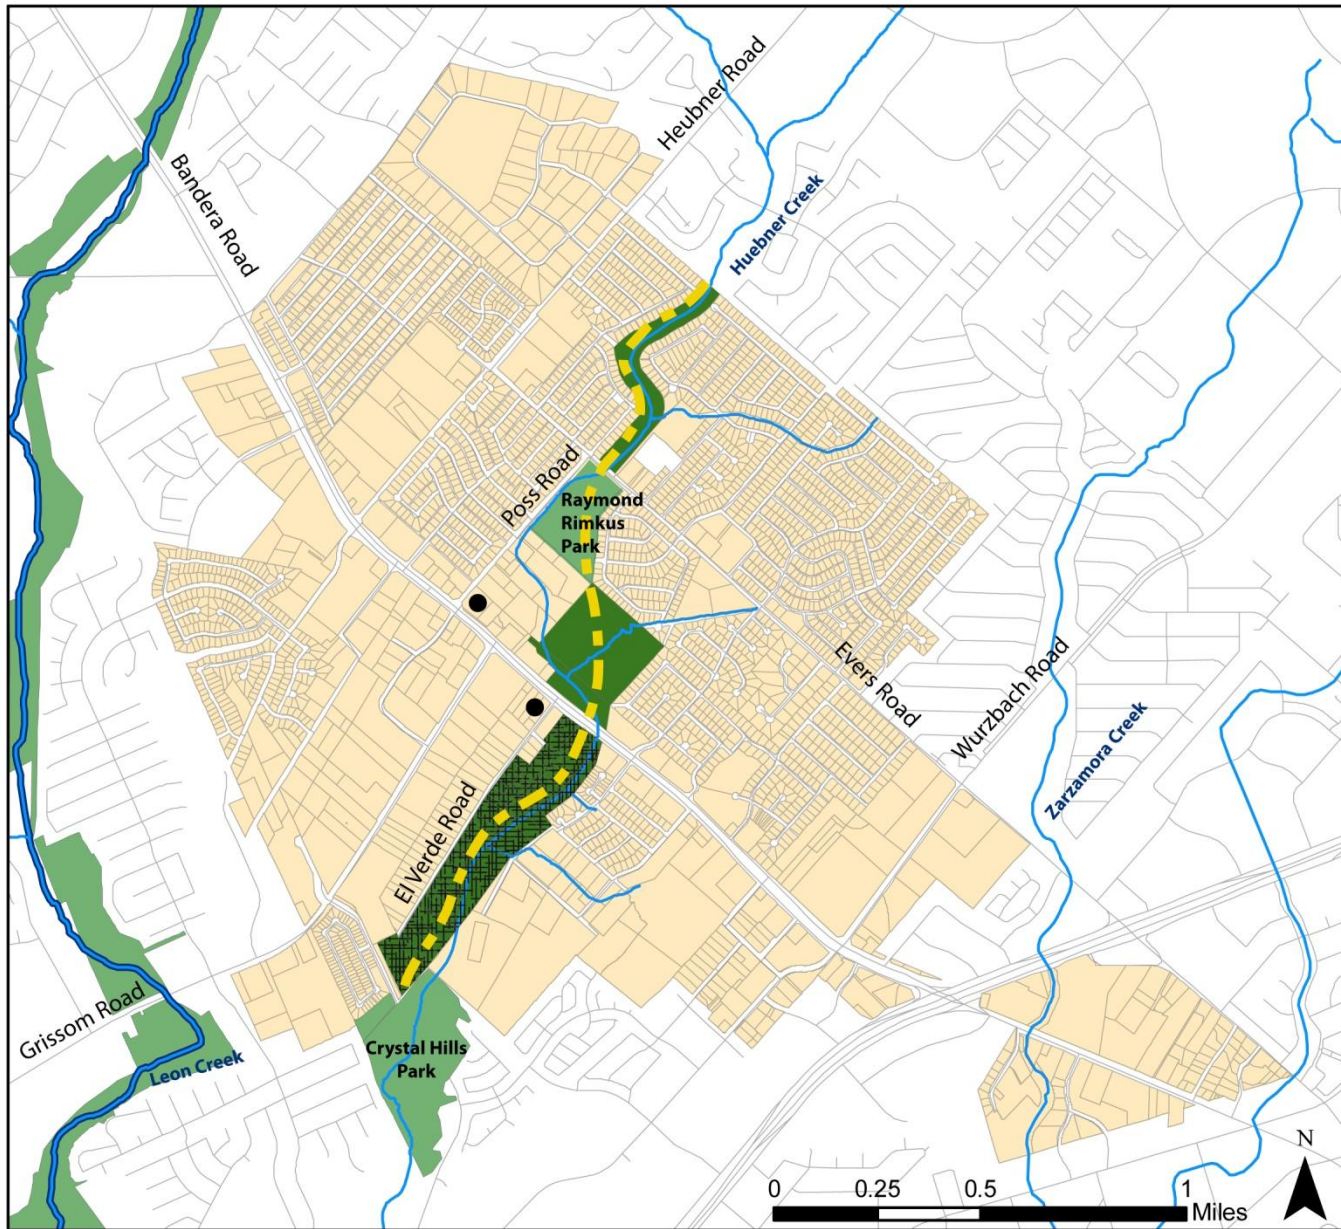 Heubner Road
Bandera Road
Huebner Creek
Poss Road
Raymond
Rimkus
Park
Evers Road
Wurzbach Road
Zarzamora Creek
El Verde Road
Grissom Road
Leon Creek
Crystal Hills
Park
N
0 0.25 0.5 1
Miles